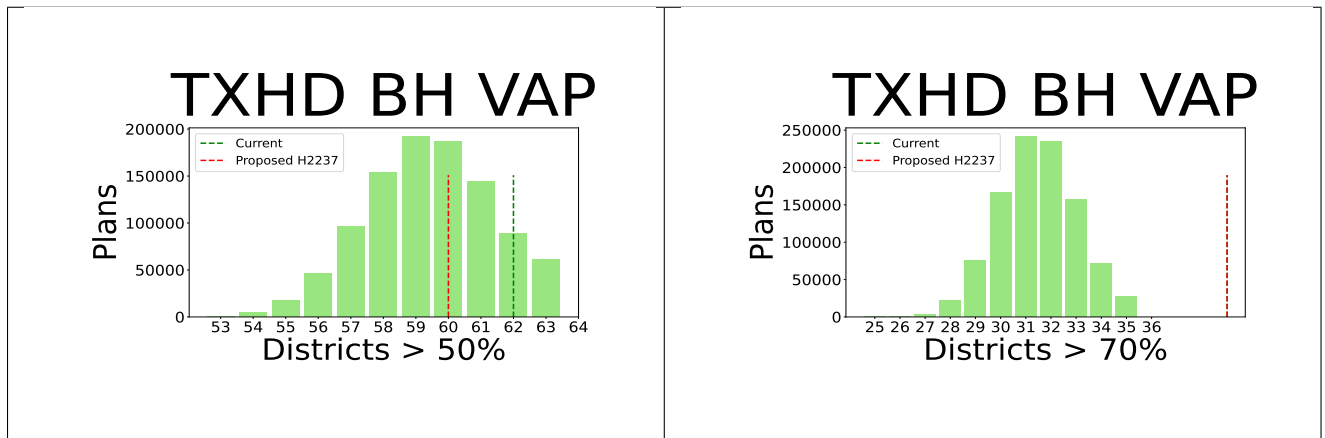 TXHD BH VAP
200000
150000
100000
50000
0
Plans
Current
Proposed H2237
53 54 55 56 57 58 59 60 61 62 63 64
Districts > 50%
TXHD BH VAP
250000
200000
150000
100000
50000
0
Plans
Current
Proposed H2237
25 26 27 28 29 30 31 32 33 34 35 36
Districts > 70%